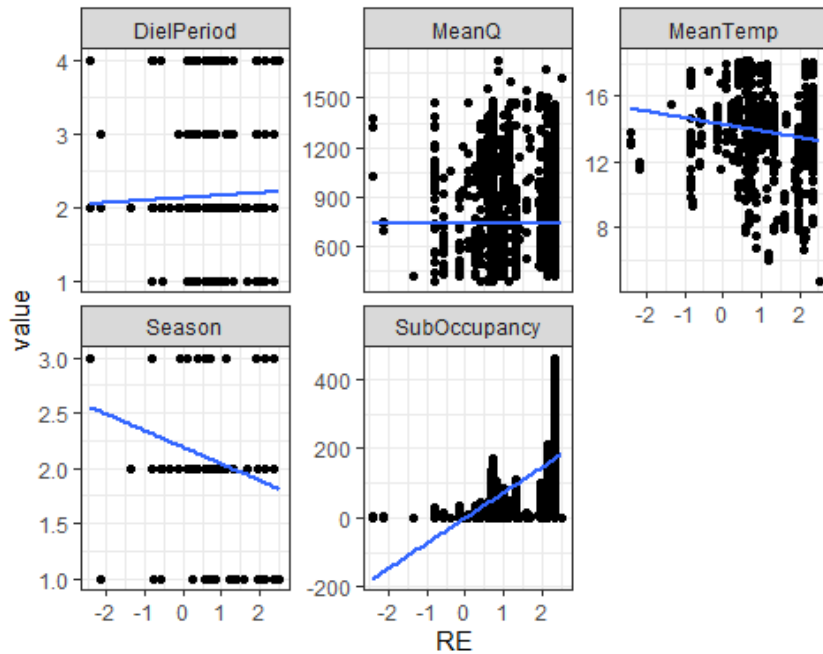 DielPeriod MeanQ MeanTemp
4
3
2
1
1500
1200
900
600
16
12
8
-2 -1 0 1 2
value
Season SubOccupancy
3.0
2.5
2.0
1.5
1.0
400
200
0
-200
-2 -1 0 1 2
-2 -1 0 1 2
RE